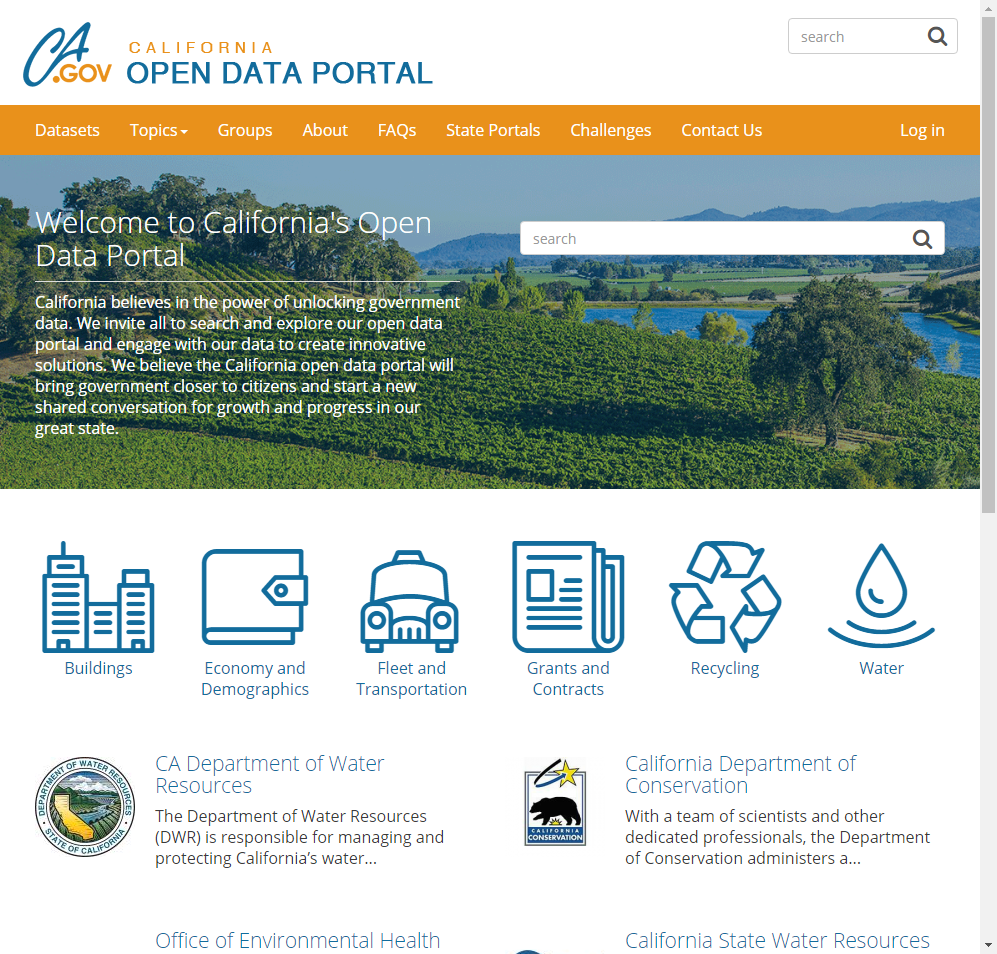 CA.GOV
CALIFORNIA
OPEN DATA PORTAL
search
Datasets
Topics
Groups
About
FAQs
State Portals
Challenges
Contact Us
Log in
Welcome to California's Open
Data Portal
search
California believes in the power of unlocking government
data. We invite all to search and explore our open data
portal and engage with our data to create innovative
solutions. We believe the California open data portal will
bring government closer to citizens and start a new
shared conversation for growth and progress in our
great state.
Buildings
Economy and
Demographics
Fleet and
Transportation
Grants and
Contracts
Recycling
Water
DEPARTMENT OF WATER RESOURCES
STATE OF CALIFORNIA
CA Department of Water
Resources
The Department of Water Resources
(DWR) is responsible for managing and
protecting California’s water...
CALIFORNIA
CONSERVATION
California Department of
Conservation
With a team of scientists and other
dedicated professionals, the Department
of Conservation administers a...
Office of Environmental Health
California State Water Resources